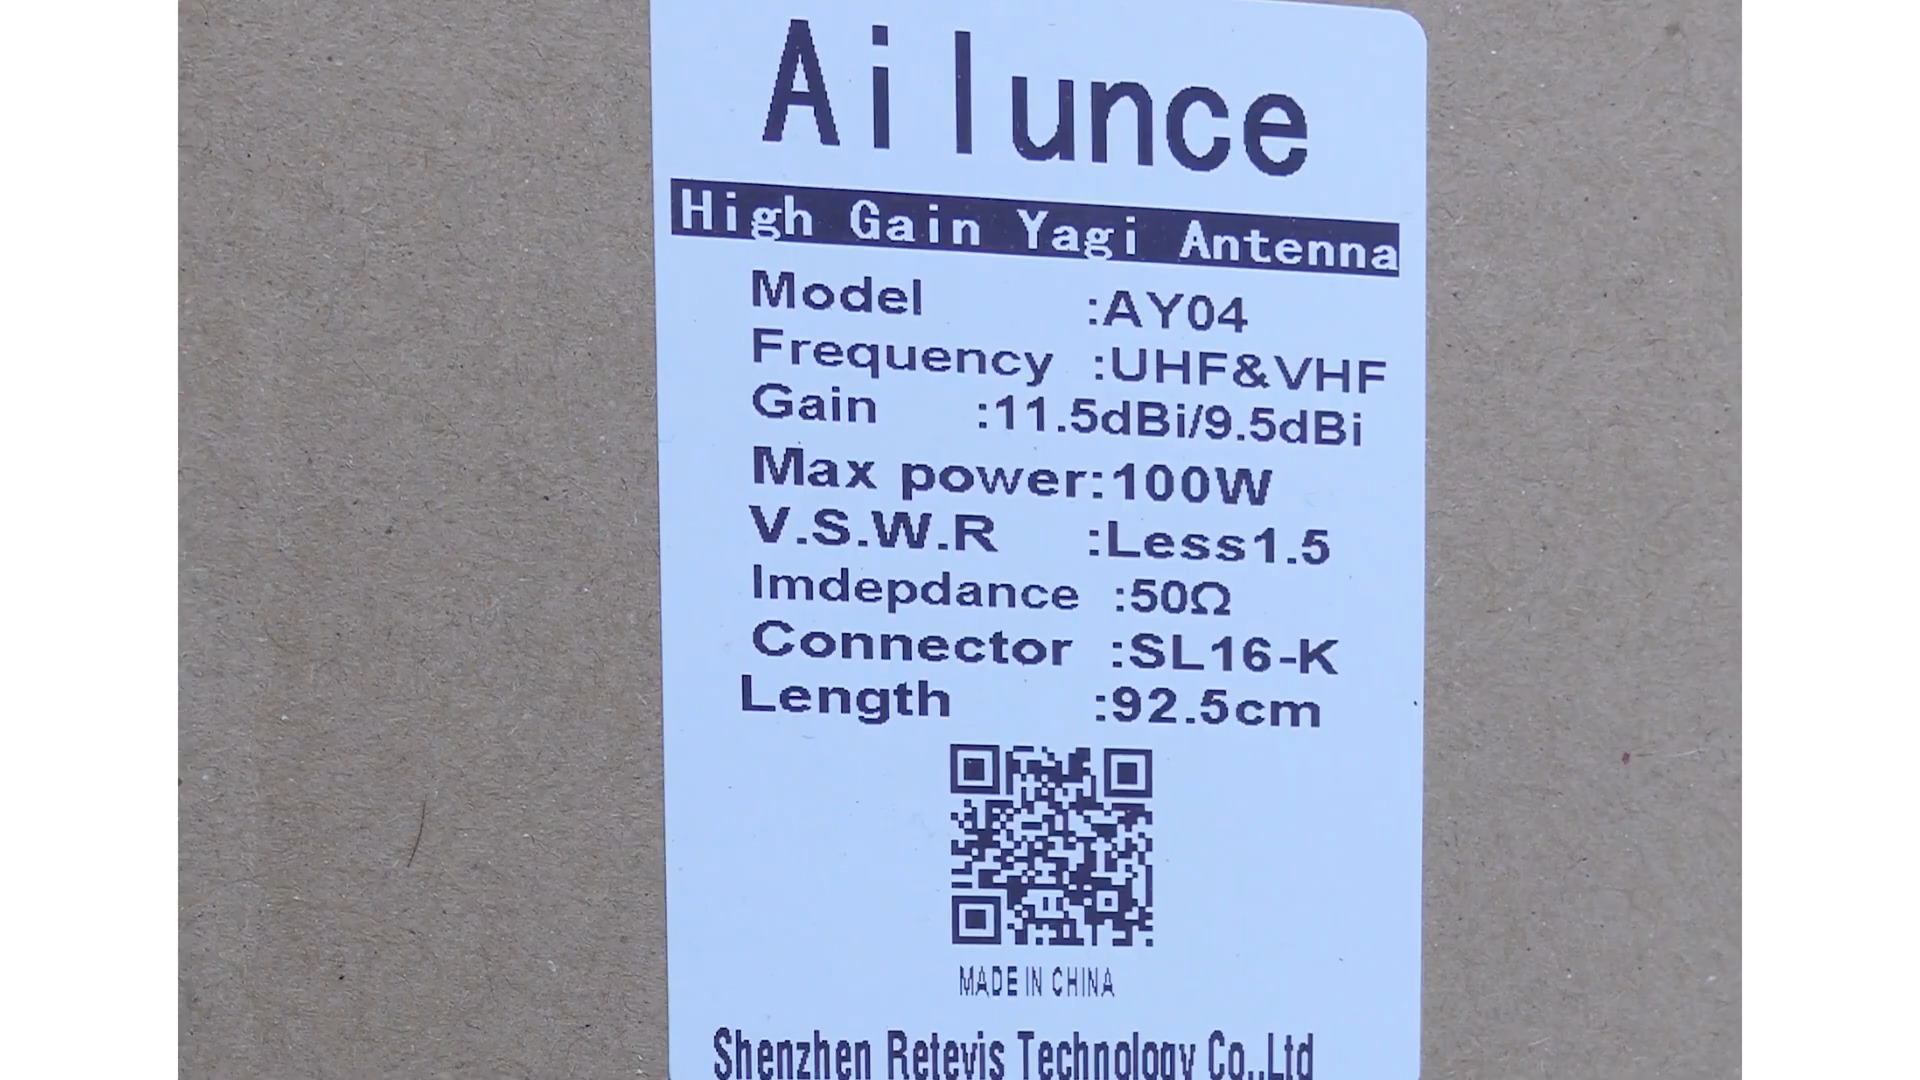 Ailunce
High Gain Yagi Antenna
Model :AY04
Frequency :UHF&VHF
Gain :11.5dBi/9.5dBi
Max power:100W
V.S.W.R :Less1.5
Imdepdance :50Ω
Connector :SL16-K
Length :92.5cm
MADE IN CHINA
Shenzhen Retevis Technology Co.,Ltd